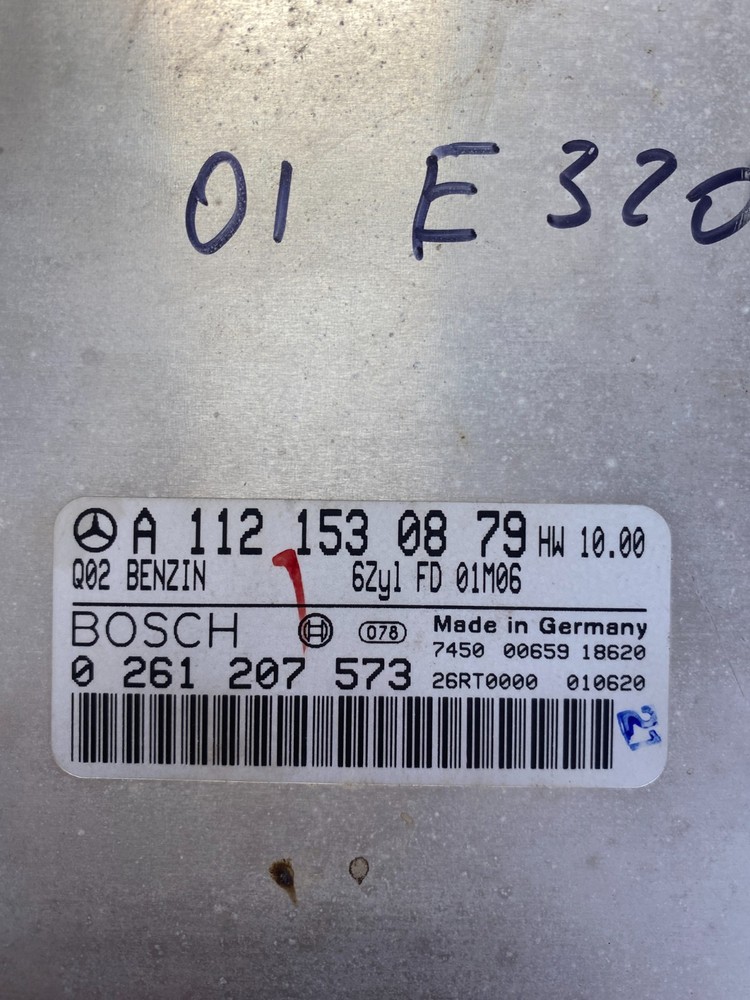 01 E 320
A 112 153 08 79 HW 10.00
Q02 BENZIN 6Zyl FD 01M06
BOSCH 078 Made in Germany
7450 00659 18620
0 261 207 573 26RT0000 010620